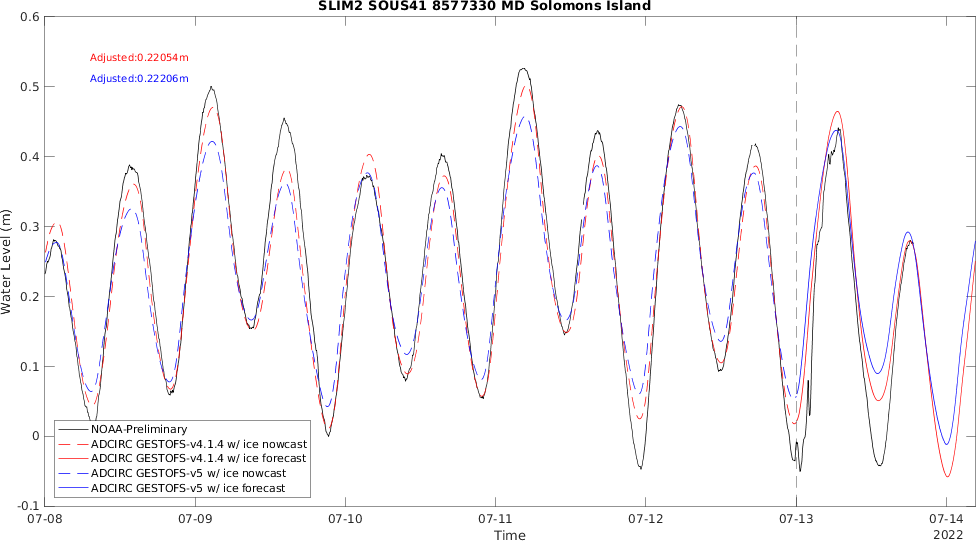 SLIM2 SOUS41 8577330 MD Solomons Island
0.6
0.5
0.4
0.3
0.2
0.1
0
-0.1
Water Level (m)
Adjusted:0.22054m
Adjusted:0.22206m
NOAA-Preliminary
ADCIRC GESTOFS-v4.1.4 w/ ice nowcast
ADCIRC GESTOFS-v4.1.4 w/ ice forecast
ADCIRC GESTOFS-v5 w/ ice nowcast
ADCIRC GESTOFS-v5 w/ ice forecast
07-08 07-09 07-10 07-11 07-12 07-13 07-14
Time
2022